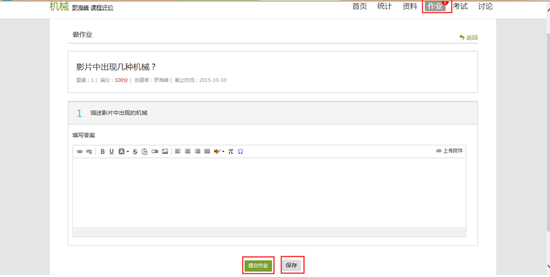 机械 罗海峰 课程评价 首页 统计 资料 作业 考试 讨论
做作业 返回
影片中出现几种机械？
题量：1 | 满分：100分 | 创建者：罗海峰 | 截止时间：2015-10-10
1 描述影片中出现的机械
填写答案
B U A S π Ω 上传附件
提交作业 保存